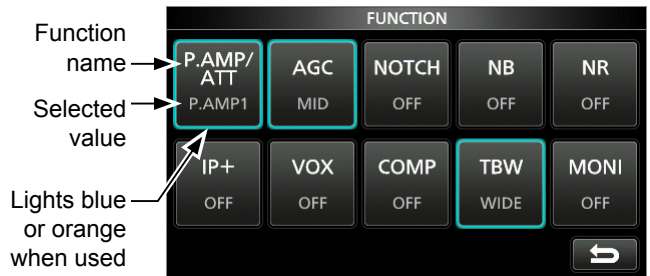 FUNCTION
Function
name
Selected
value
Lights blue
or orange
when used
P.AMP/
ATT
P.AMP1
AGC
MID
NOTCH
OFF
NB
OFF
NR
OFF
IP+
OFF
VOX
OFF
COMP
OFF
TBW
WIDE
MONI
OFF